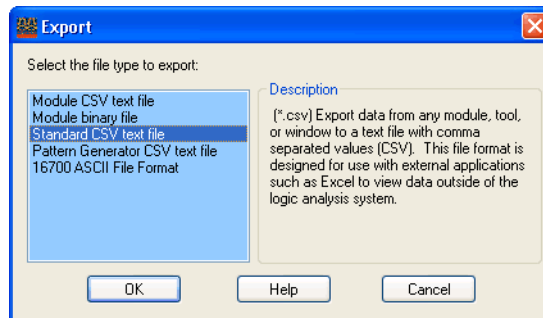 Export
Select the file type to export:
Module CSV text file
Module binary file
Standard CSV text file
Pattern Generator CSV text file
16700 ASCII File Format
Description
(*.csv) Export data from any module, tool,
or window to a text file with comma
separated values (CSV). This file format is
designed for use with external applications
such as Excel to view data outside of the
logic analysis system.
OK
Help
Cancel